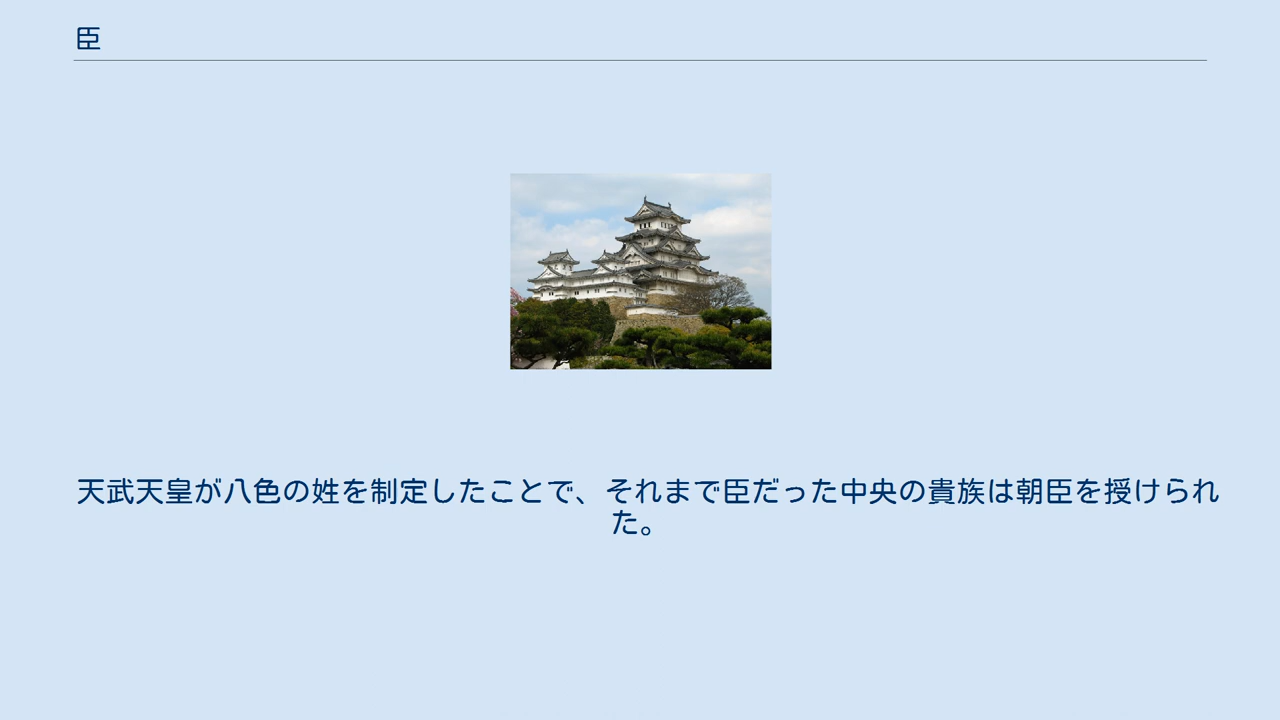 臣
天武天皇が八色の姓を制定したことで、それまで臣だった中央の貴族は朝臣を授けられ
た。